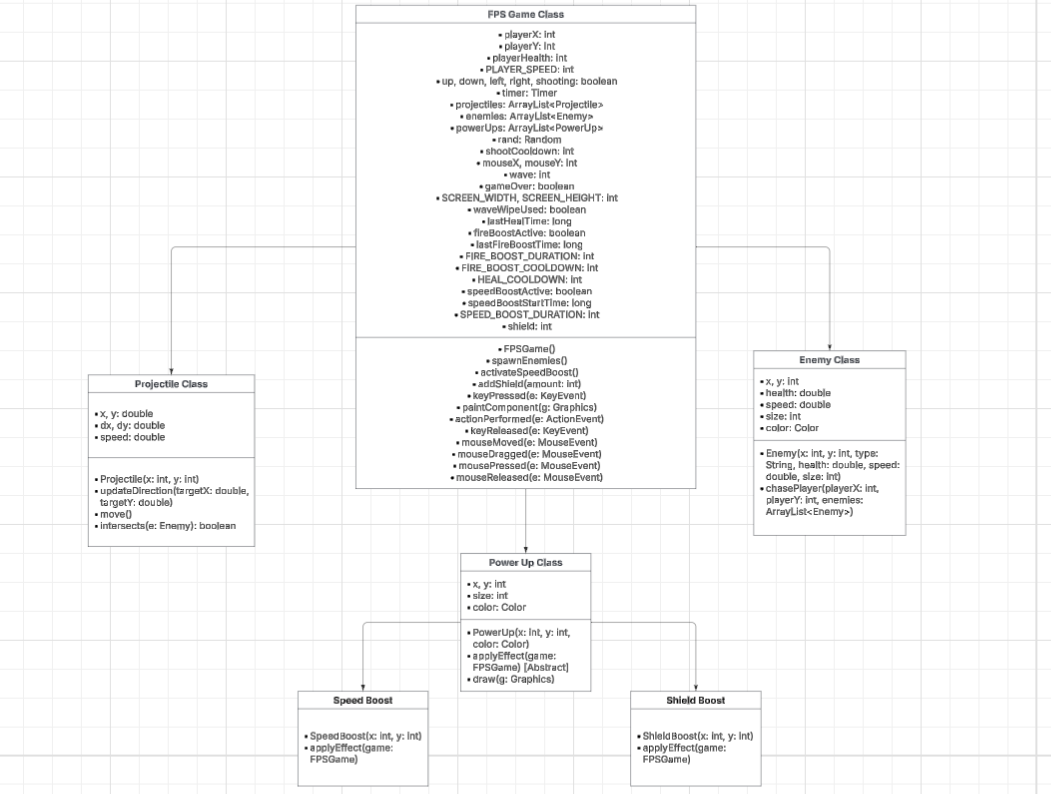 FPS Game Class
▪ playerX: int
▪ playerY: int
▪ playerHealth: int
▪ PLAYER_SPEED: int
▪ up, down, left, right, shooting: boolean
▪ timer: Timer
▪ projectiles: ArrayList<Projectile>
▪ enemies: ArrayList<Enemy>
▪ powerUps: ArrayList<PowerUp>
▪ rand: Random
▪ shootCooldown: int
▪ mouseX, mouseY: int
▪ wave: int
▪ gameOver: boolean
▪ SCREEN_WIDTH, SCREEN_HEIGHT: int
▪ waveWipeUsed: boolean
▪ lastHealTime: long
▪ fireBoostActive: boolean
▪ lastFireBoostTime: long
▪ FIRE_BOOST_DURATION: int
▪ FIRE_BOOST_COOLDOWN: int
▪ HEAL_COOLDOWN: int
▪ speedBoostActive: boolean
▪ speedBoostStartTime: long
▪ SPEED_BOOST_DURATION: int
▪ shield: int
▪ FPSGame()
▪ spawnEnemies()
▪ activateSpeedBoost()
▪ addShield(amount: int)
▪ keyPressed(e: KeyEvent)
▪ paintComponent(g: Graphics)
▪ actionPerformed(e: ActionEvent)
▪ keyReleased(e: KeyEvent)
▪ mouseMoved(e: MouseEvent)
▪ mouseDragged(e: MouseEvent)
▪ mousePressed(e: MouseEvent)
▪ mouseReleased(e: MouseEvent)
Projectile Class
▪ x, y: double
▪ dx, dy: double
▪ speed: double
▪ Projectile(x: int, y: int)
▪ updateDirection(targetX: double,
targetY: double)
▪ move()
▪ intersects(e: Enemy): boolean
Enemy Class
▪ x, y: int
▪ health: double
▪ speed: double
▪ size: int
▪ color: Color
▪ Enemy(x: int, y: int, type:
String, health: double, speed:
double, size: int)
▪ chasePlayer(playerX: int,
playerY: int, enemies:
ArrayList<Enemy>)
Power Up Class
▪ x, y: int
▪ size: int
▪ color: Color
▪ PowerUp(x: int, y: int,
color: Color)
▪ applyEffect(game:
FPSGame) [Abstract]
▪ draw(g: Graphics)
Speed Boost
▪ SpeedBoost(x: int, y: int)
▪ applyEffect(game:
FPSGame)
Shield Boost
▪ ShieldBoost(x: int, y: int)
▪ applyEffect(game:
FPSGame)